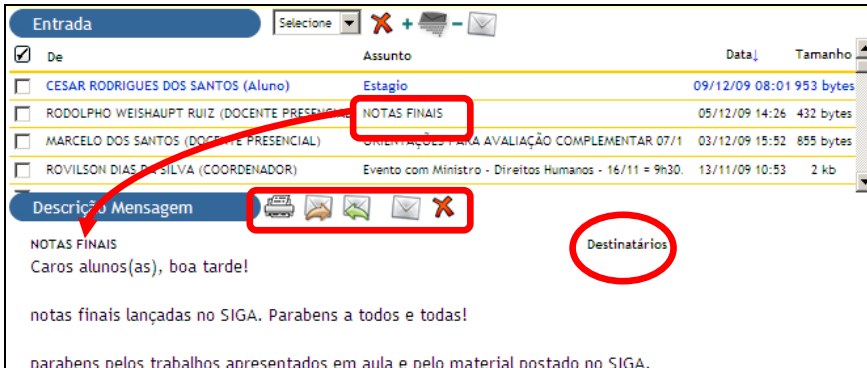 Entrada Selecione + -
De Assunto Data↓ Tamanho
CESAR RODRIGUES DOS SANTOS (Aluno) Estagio 09/12/09 08:01 953 bytes
RODOLPHO WEISHAUPT RUIZ (DOCENTE PRESENCIAL NOTAS FINAIS 05/12/09 14:26 432 bytes
MARCELO DOS SANTOS (DOCENTE PRESENCIAL) ORIENTAÇÕES PARA AVALIAÇÃO COMPLEMENTAR 07/1 03/12/09 15:52 855 bytes
ROVILSON DIAS DA SILVA (COORDENADOR) Evento com Ministro - Direitos Humanos - 16/11 = 9h30. 13/11/09 10:53 2 kb
Descrição Mensagem
NOTAS FINAIS Destinatários
Caros alunos(as), boa tarde!
notas finais lançadas no SIGA. Parabens a todos e todas!
parabens pelos trabalhos apresentados em aula e pelo material postado no SIGA.